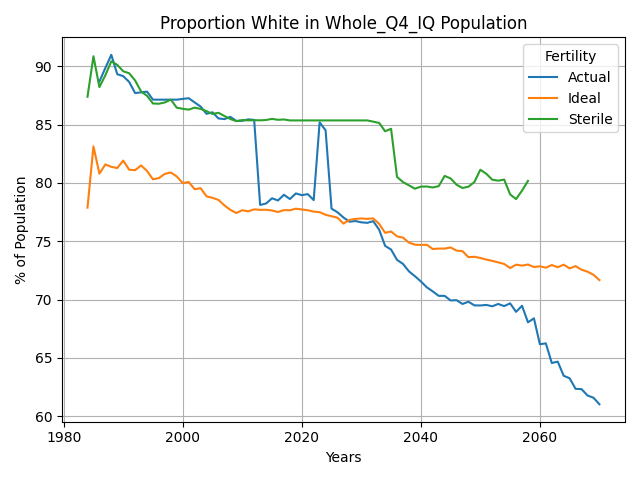 Proportion White in Whole_Q4_IQ Population
% of Population
90
85
80
75
70
65
60
1980
2000
2020
2040
2060
Years
Fertility
Actual
Ideal
Sterile